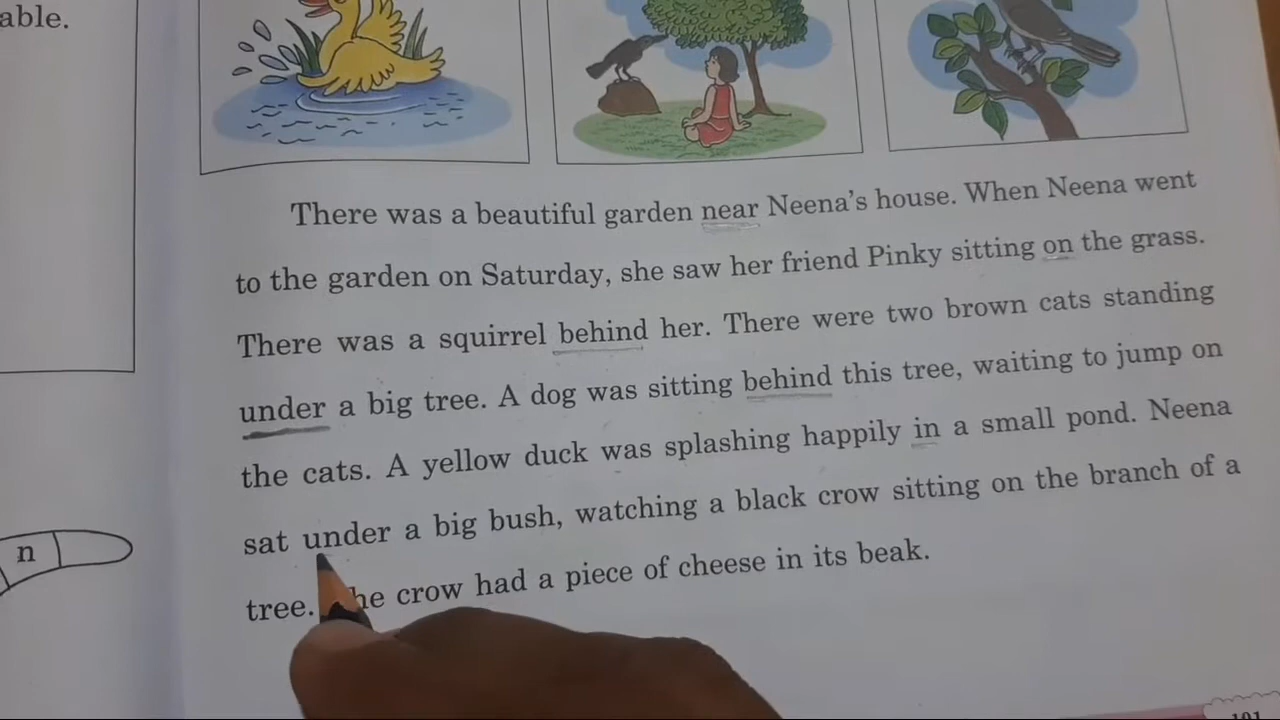 able.
There was a beautiful garden near Neena's house. When Neena went
to the garden on Saturday, she saw her friend Pinky sitting on the grass.
There was a squirrel behind her. There were two brown cats standing
under a big tree. A dog was sitting behind this tree, waiting to jump on
the cats. A yellow duck was splashing happily in a small pond. Neena
sat under a big bush, watching a black crow sitting on the branch of a
tree. The crow had a piece of cheese in its beak.
n
101